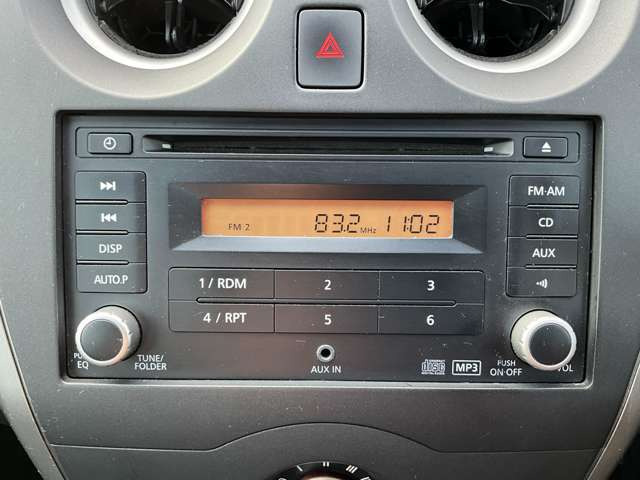 FM·AM
FM 2 83.2 MHz 11:02
CD
DISP
AUX
AUTO.P
1 / RDM 2 3
4 / RPT 5 6
PUSH EQ
TUNE/
FOLDER
AUX IN
MP3
PUSH
ON·OFF
VOL